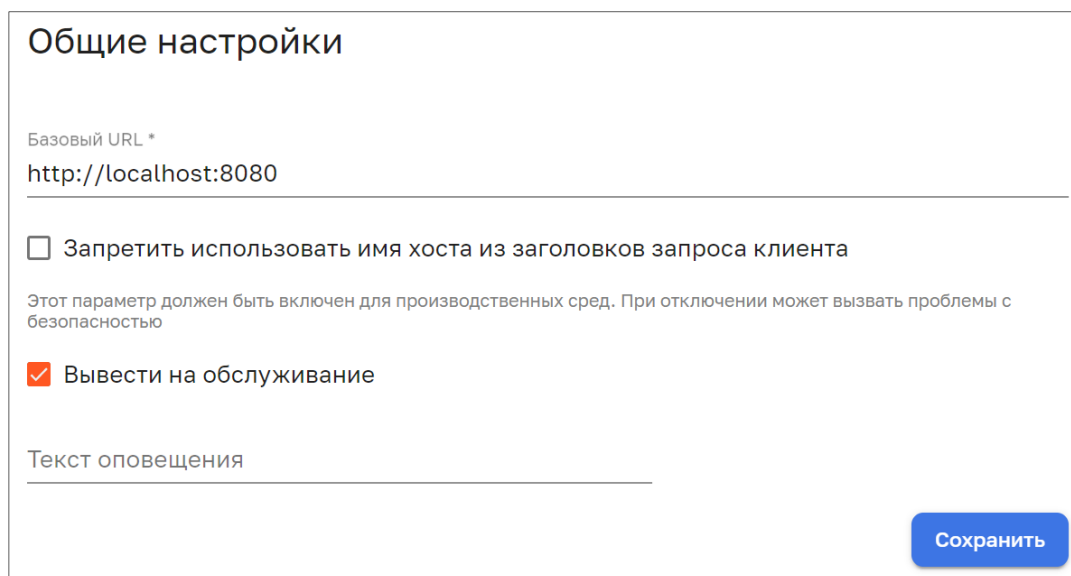 Общие настройки
Базовый URL *
http://localhost:8080
Запретить использовать имя хоста из заголовков запроса клиента
Этот параметр должен быть включен для производственных сред. При отключении может вызвать проблемы с
безопасностью
Вывести на обслуживание
Текст оповещения
Сохранить